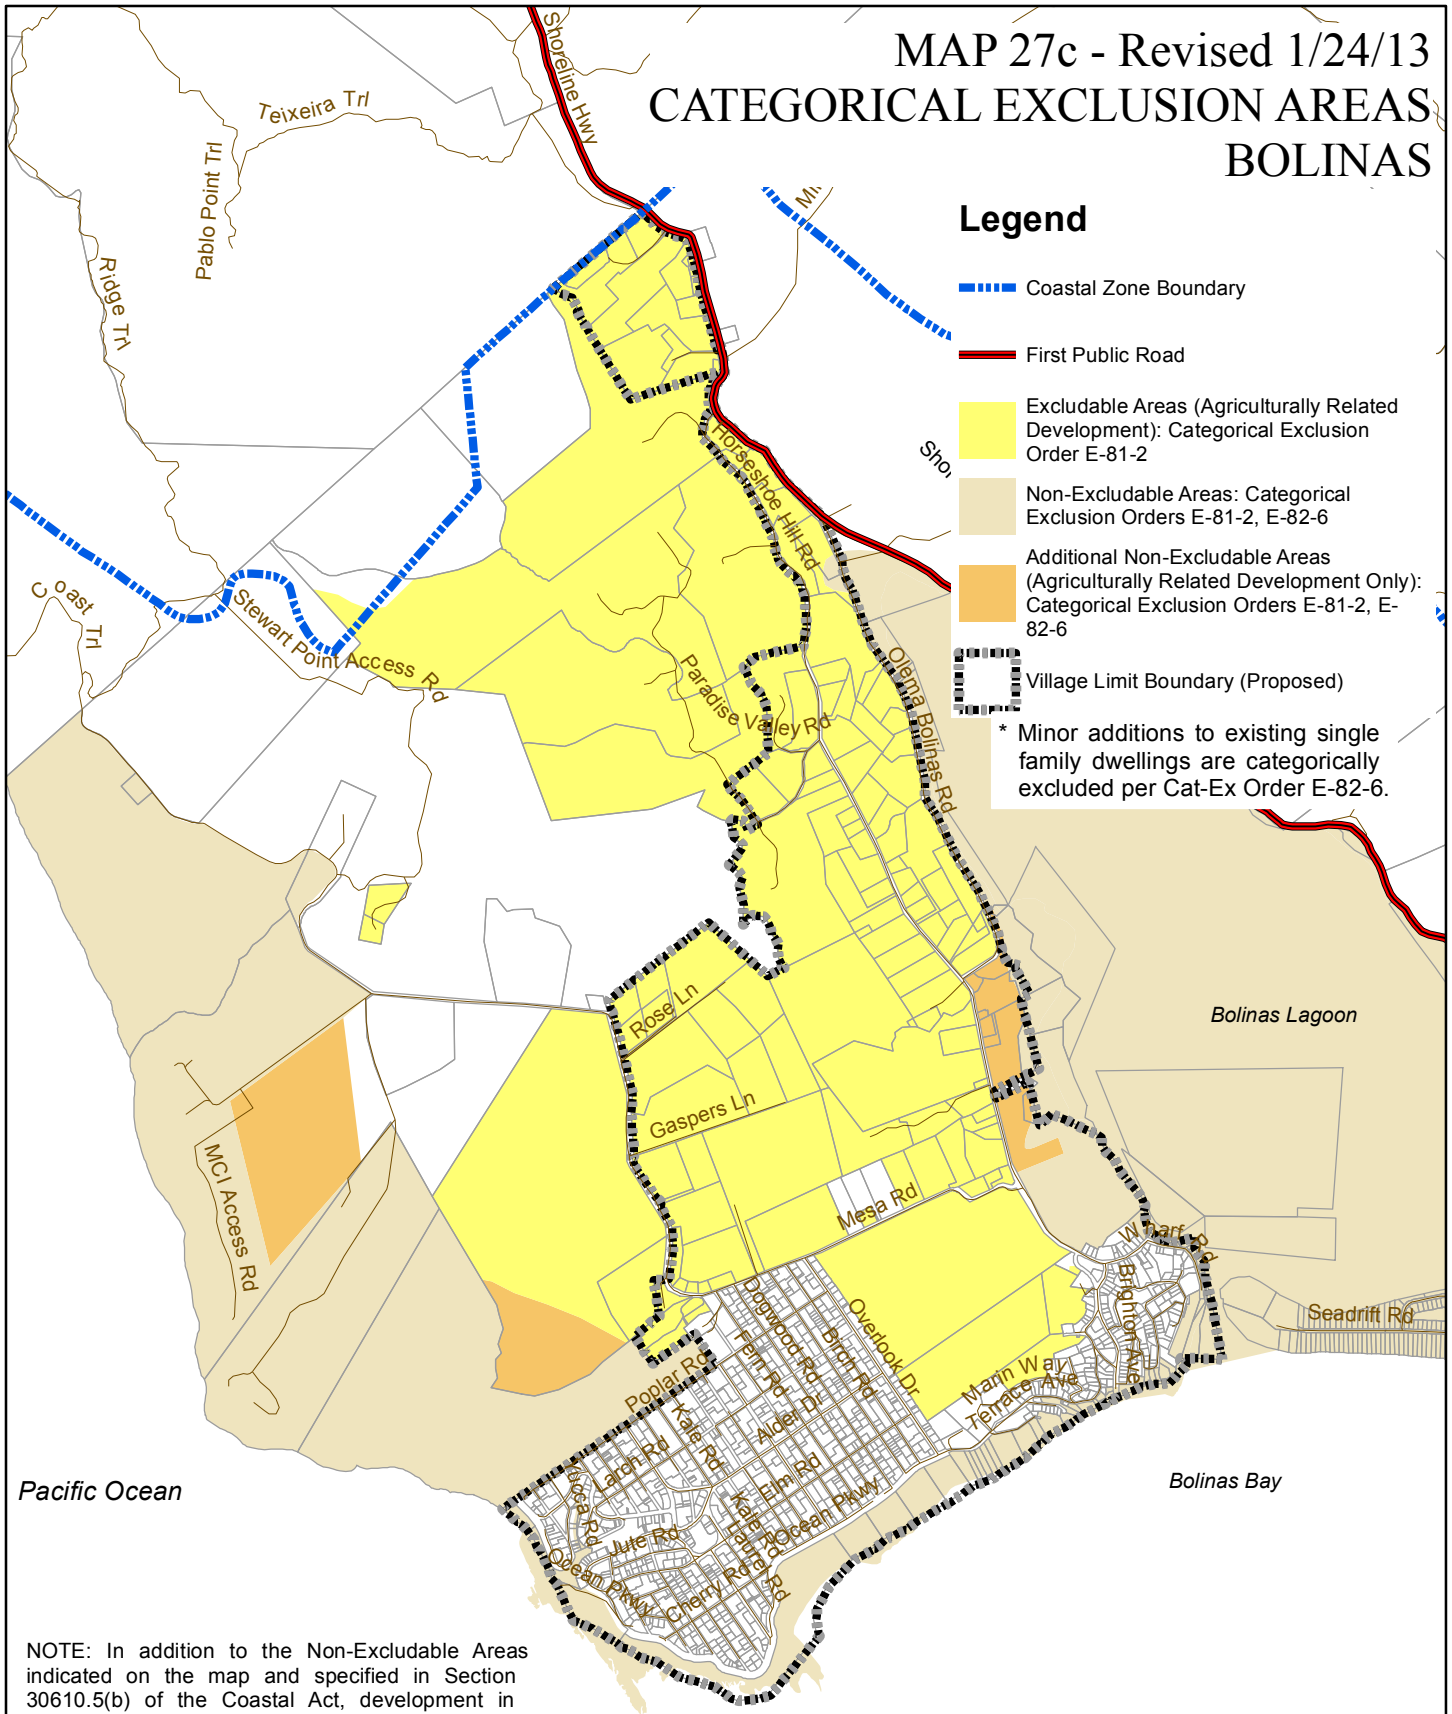 MAP 27c - Revised 1/24/13
CATEGORICAL EXCLUSION AREAS
BOLINAS
Legend
Coastal Zone Boundary
First Public Road
Excludable Areas (Agriculturally Related
Development): Categorical Exclusion
Order E-81-2
Non-Excludable Areas: Categorical
Exclusion Orders E-81-2, E-82-6
Additional Non-Excludable Areas
(Agriculturally Related Development Only):
Categorical Exclusion Orders E-81-2, E-
82-6
Village Limit Boundary (Proposed)
* Minor additions to existing single
family dwellings are categorically
excluded per Cat-Ex Order E-82-6.
Shoreline Hwy
Teixeira Trl
Pablo Point Trl
Ridge Trl
Horseshoe Hill Rd
Coast Trl
Stewart Point Access Rd
Paradise Valley Rd
Olema Bolinas Rd
Rose Ln
Gaspers Ln
Bolinas Lagoon
MCI Access Rd
Mesa Rd
Wharf Rd
Brighton Ave
Seadrift Rd
Overlook Dr
Dogwood Rd
Birch Rd
Fern Rd
Marin Way
Terrace Ave
Poplar Rd
Kale Rd
Alder Dr
Larch Rd
Yucca Rd
Elm Rd
Kale Rd
Ocean Pkwy
Laurel Rd
Jute Rd
Ocean Pkwy
Cherry Rd
Pacific Ocean
Bolinas Bay
NOTE: In addition to the Non-Excludable Areas
indicated on the map and specified in Section
30610.5(b) of the Coastal Act, development in